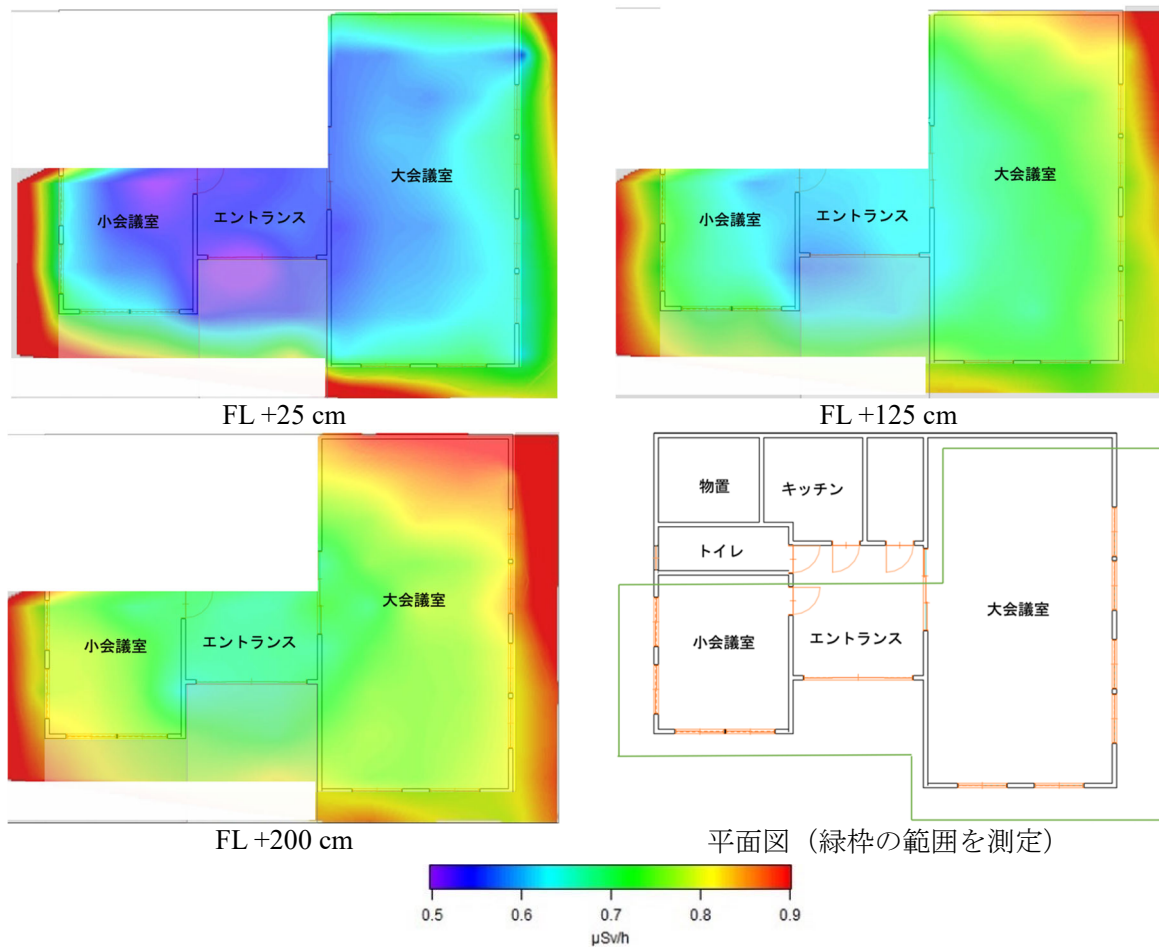 大会議室
小会議室
エントランス
FL +25 cm
大会議室
小会議室
エントランス
FL +125 cm
大会議室
小会議室
エントランス
FL +200 cm
物置
キッチン
トイレ
大会議室
小会議室
エントランス
平面図（緑枠の範囲を測定）
0.5 0.6 0.7 0.8 0.9
μSv/h